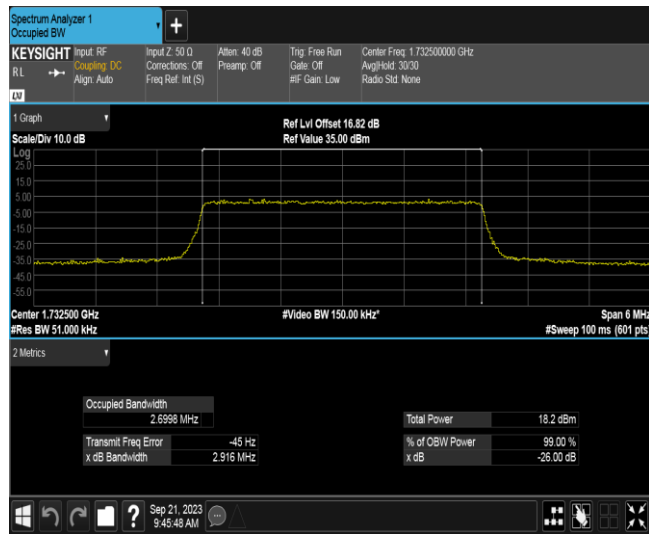 Spectrum Analyzer 1
Occupied BW
+
KEYSIGHT
Input: RF
Input Z: 50 Ω
Atten: 40 dB
Trig: Free Run
Center Freq: 1.732500000 GHz
RL
Coupling: DC
Corrections: Off
Preamp: Off
Gate: Off
Avg|Hold: 30/30
Align: Auto
Freq Ref: Int (S)
#IF Gain: Low
Radio Std: None
LXI
1 Graph
Ref Lvl Offset 16.82 dB
Scale/Div 10.0 dB
Ref Value 35.00 dBm
Log
25.0
15.0
5.00
-5.00
-15.0
-25.0
-35.0
-45.0
-55.0
Center 1.732500 GHz
#Video BW 150.00 kHz*
Span 6 MHz
#Res BW 51.000 kHz
#Sweep 100 ms (601 pts)
2 Metrics
Occupied Bandwidth
2.6998 MHz
Total Power
18.2 dBm
Transmit Freq Error
-45 Hz
% of OBW Power
99.00 %
x dB Bandwidth
2.916 MHz
x dB
-26.00 dB
?
Sep 21, 2023
9:45:48 AM